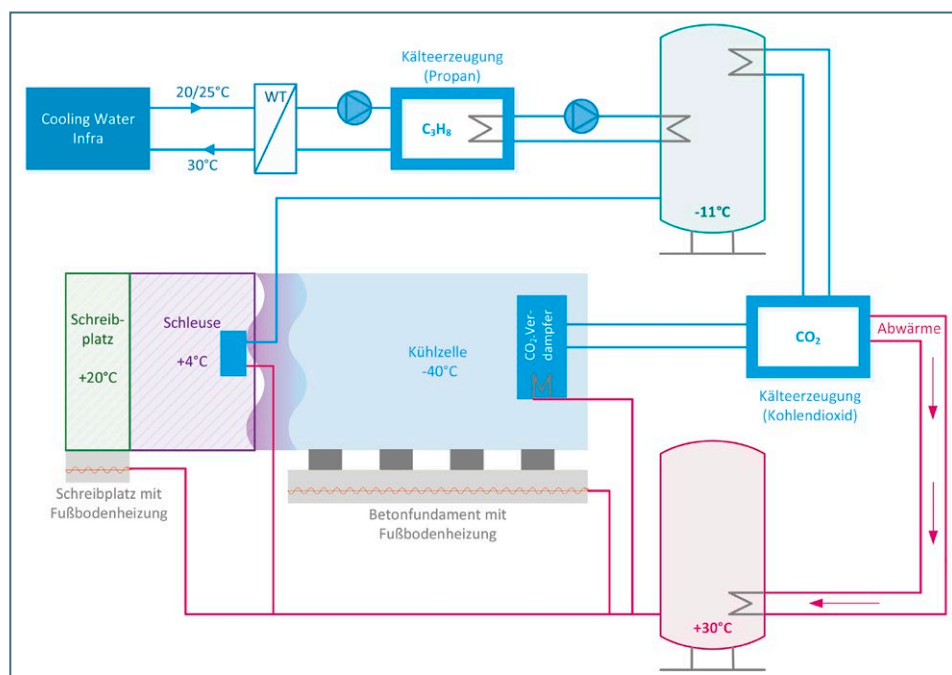 Kälteerzeugung
(Propan)
20/25°C
WT
Cooling Water
Infra
C₃H₈
30°C
-11°C
Schreib-
platz
+20°C
Schleuse
+4°C
Kühlzelle
-40°C
CO₂-Ver-
dampfer
CO₂
Abwärme
Kälteerzeugung
(Kohlendioxid)
Schreibplatz mit
Fußbodenheizung
Betonfundament mit
Fußbodenheizung
+30°C